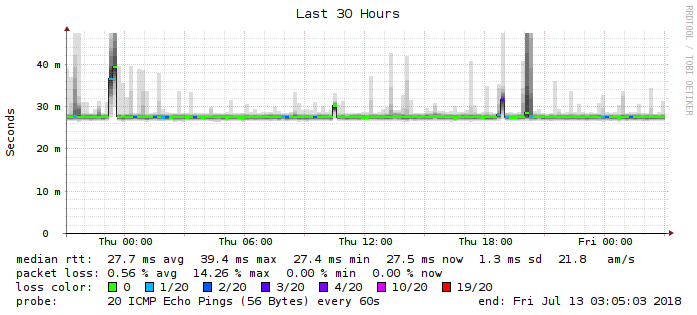 Last 30 Hours
RRDTOOL / TOBI OETIKER
Seconds
40 m
30 m
20 m
10 m
0
Thu 00:00 Thu 06:00 Thu 12:00 Thu 18:00 Fri 00:00
median rtt: 27.7 ms avg 39.4 ms max 27.4 ms min 27.5 ms now 1.3 ms sd 21.8 am/s
packet loss: 0.56 % avg 14.26 % max 0.00 % min 0.00 % now
loss color: 0 1/20 2/20 3/20 4/20 10/20 19/20
probe: 20 ICMP Echo Pings (56 Bytes) every 60s end: Fri Jul 13 03:05:03 2018